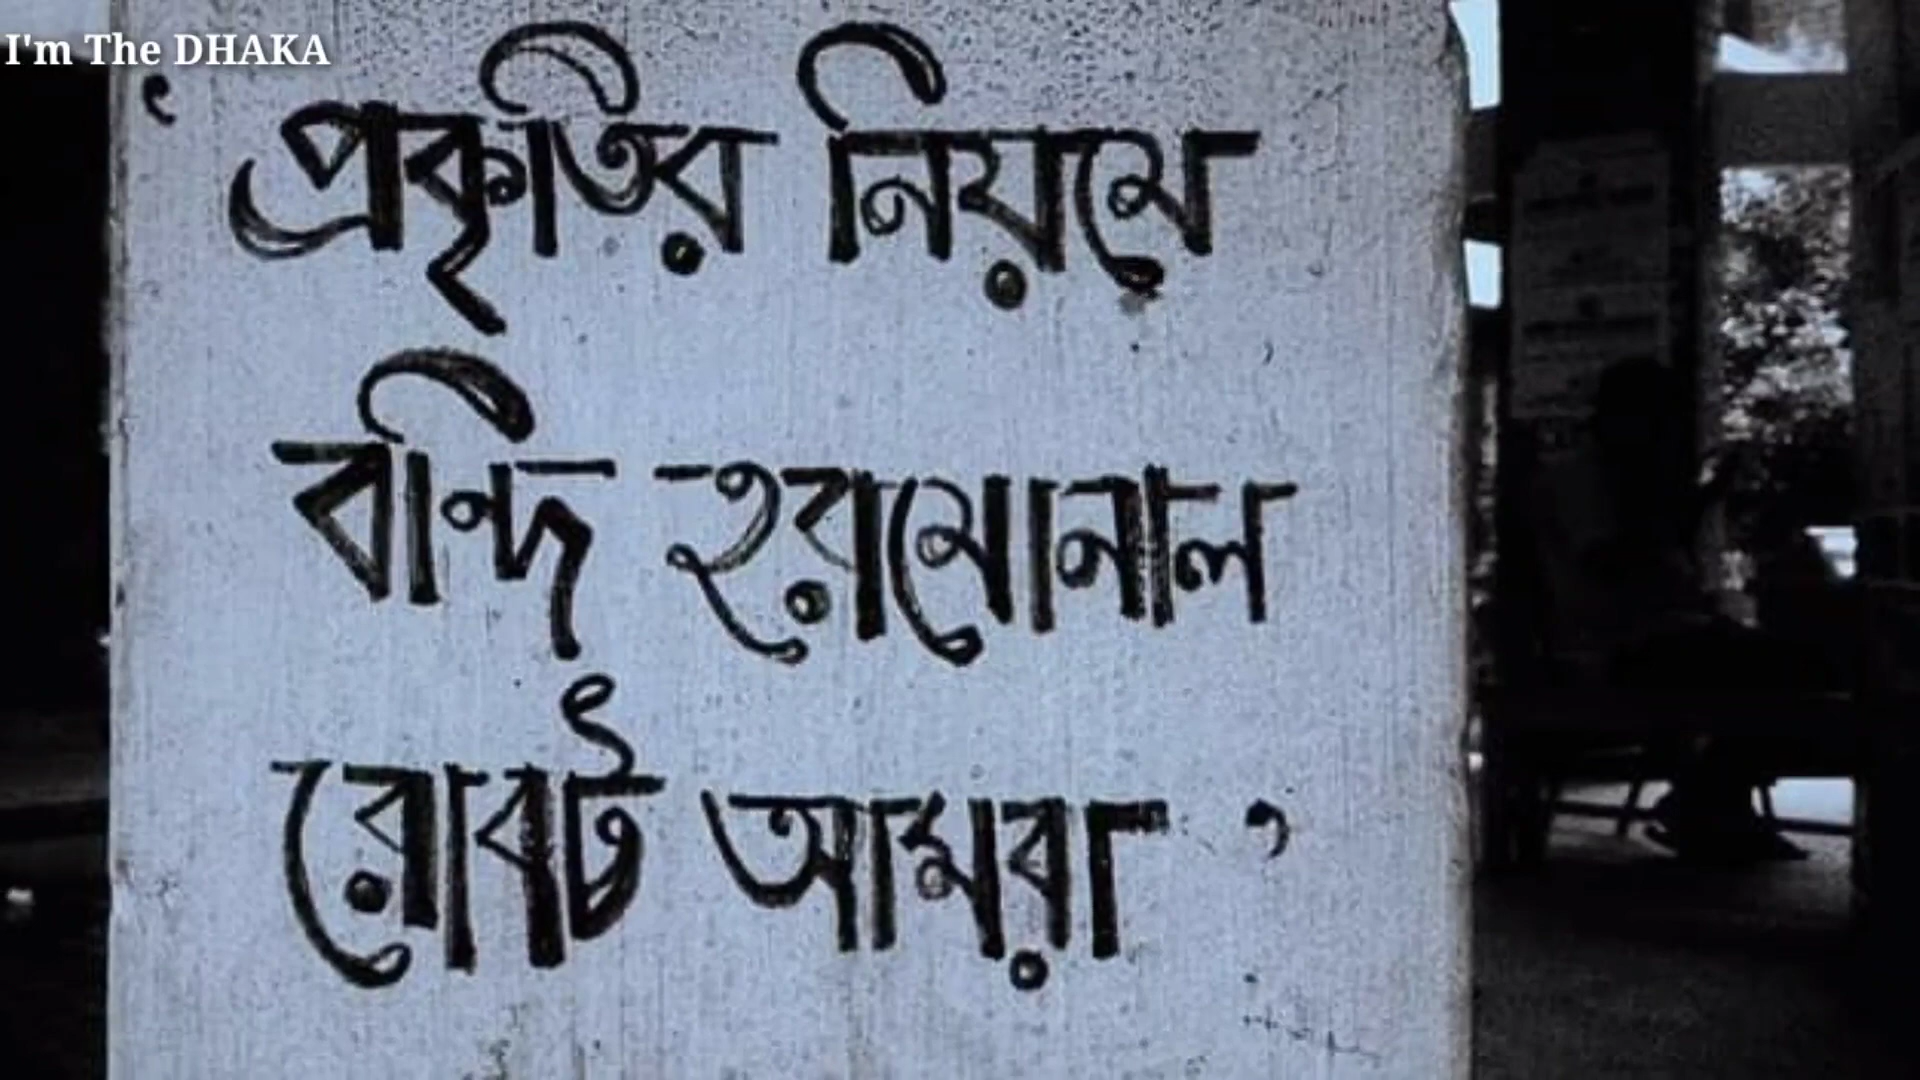 I'm The DHAKA
‘প্রকৃতির নিয়মে
বন্দি হরমোনাল
রোবট আমরা’